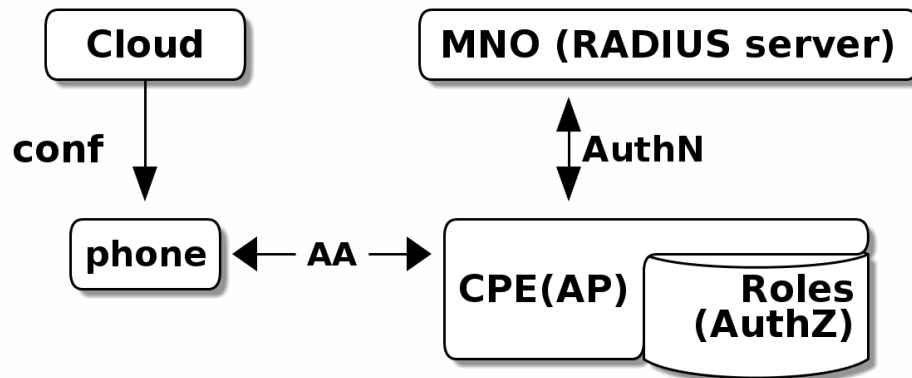 Cloud
MNO (RADIUS server)
conf
AuthN
phone
AA
CPE(AP)
Roles
(AuthZ)